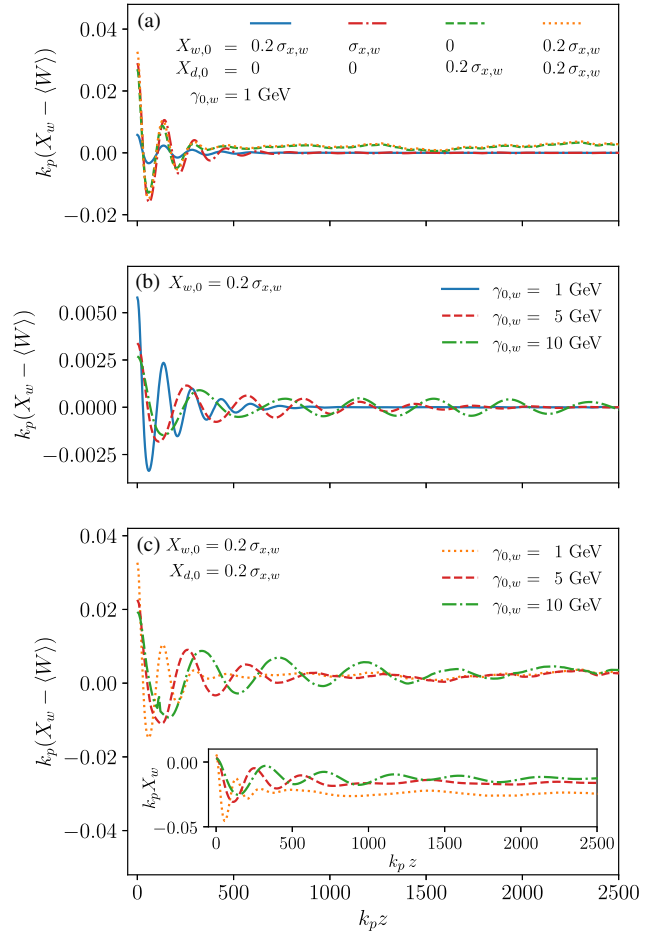 (a)
X_{w,0} = 0.2 σ_{x,w} σ_{x,w} 0 0.2 σ_{x,w}
X_{d,0} = 0 0 0.2 σ_{x,w} 0.2 σ_{x,w}
γ_{0,w} = 1 GeV
k_p(X_w − ⟨W⟩)
0.04
0.02
0.00
−0.02
0 500 1000 1500 2000 2500
(b) X_{w,0} = 0.2 σ_{x,w}
γ_{0,w} = 1 GeV
γ_{0,w} = 5 GeV
γ_{0,w} = 10 GeV
k_p(X_w − ⟨W⟩)
0.0050
0.0025
0.0000
−0.0025
(c) X_{w,0} = 0.2 σ_{x,w}
X_{d,0} = 0.2 σ_{x,w}
γ_{0,w} = 1 GeV
γ_{0,w} = 5 GeV
γ_{0,w} = 10 GeV
k_p(X_w − ⟨W⟩)
0.04
0.02
0.00
−0.02
−0.04
k_p X_w
0.00
−0.05
0 500 1000 1500 2000 2500
k_p z
0 500 1000 1500 2000 2500
k_p z